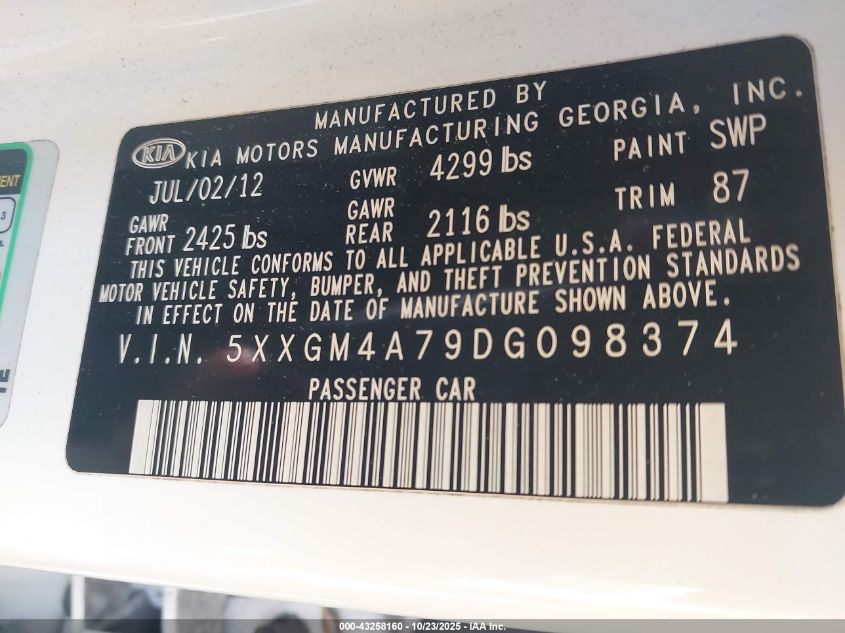 MANUFACTURED BY
KIA KIA MOTORS MANUFACTURING GEORGIA, INC.
JUL/02/12 GVWR 4299 lbs PAINT SWP
GAWR FRONT 2425 lbs GAWR REAR 2116 lbs TRIM 87
THIS VEHICLE CONFORMS TO ALL APPLICABLE U.S.A. FEDERAL
MOTOR VEHICLE SAFETY, BUMPER, AND THEFT PREVENTION STANDARDS
IN EFFECT ON THE DATE OF MANUFACTURE SHOWN ABOVE.
V.I.N. 5XXGM4A79DG098374
PASSENGER CAR
000-43258160 - 10/23/2025 - IAA Inc.